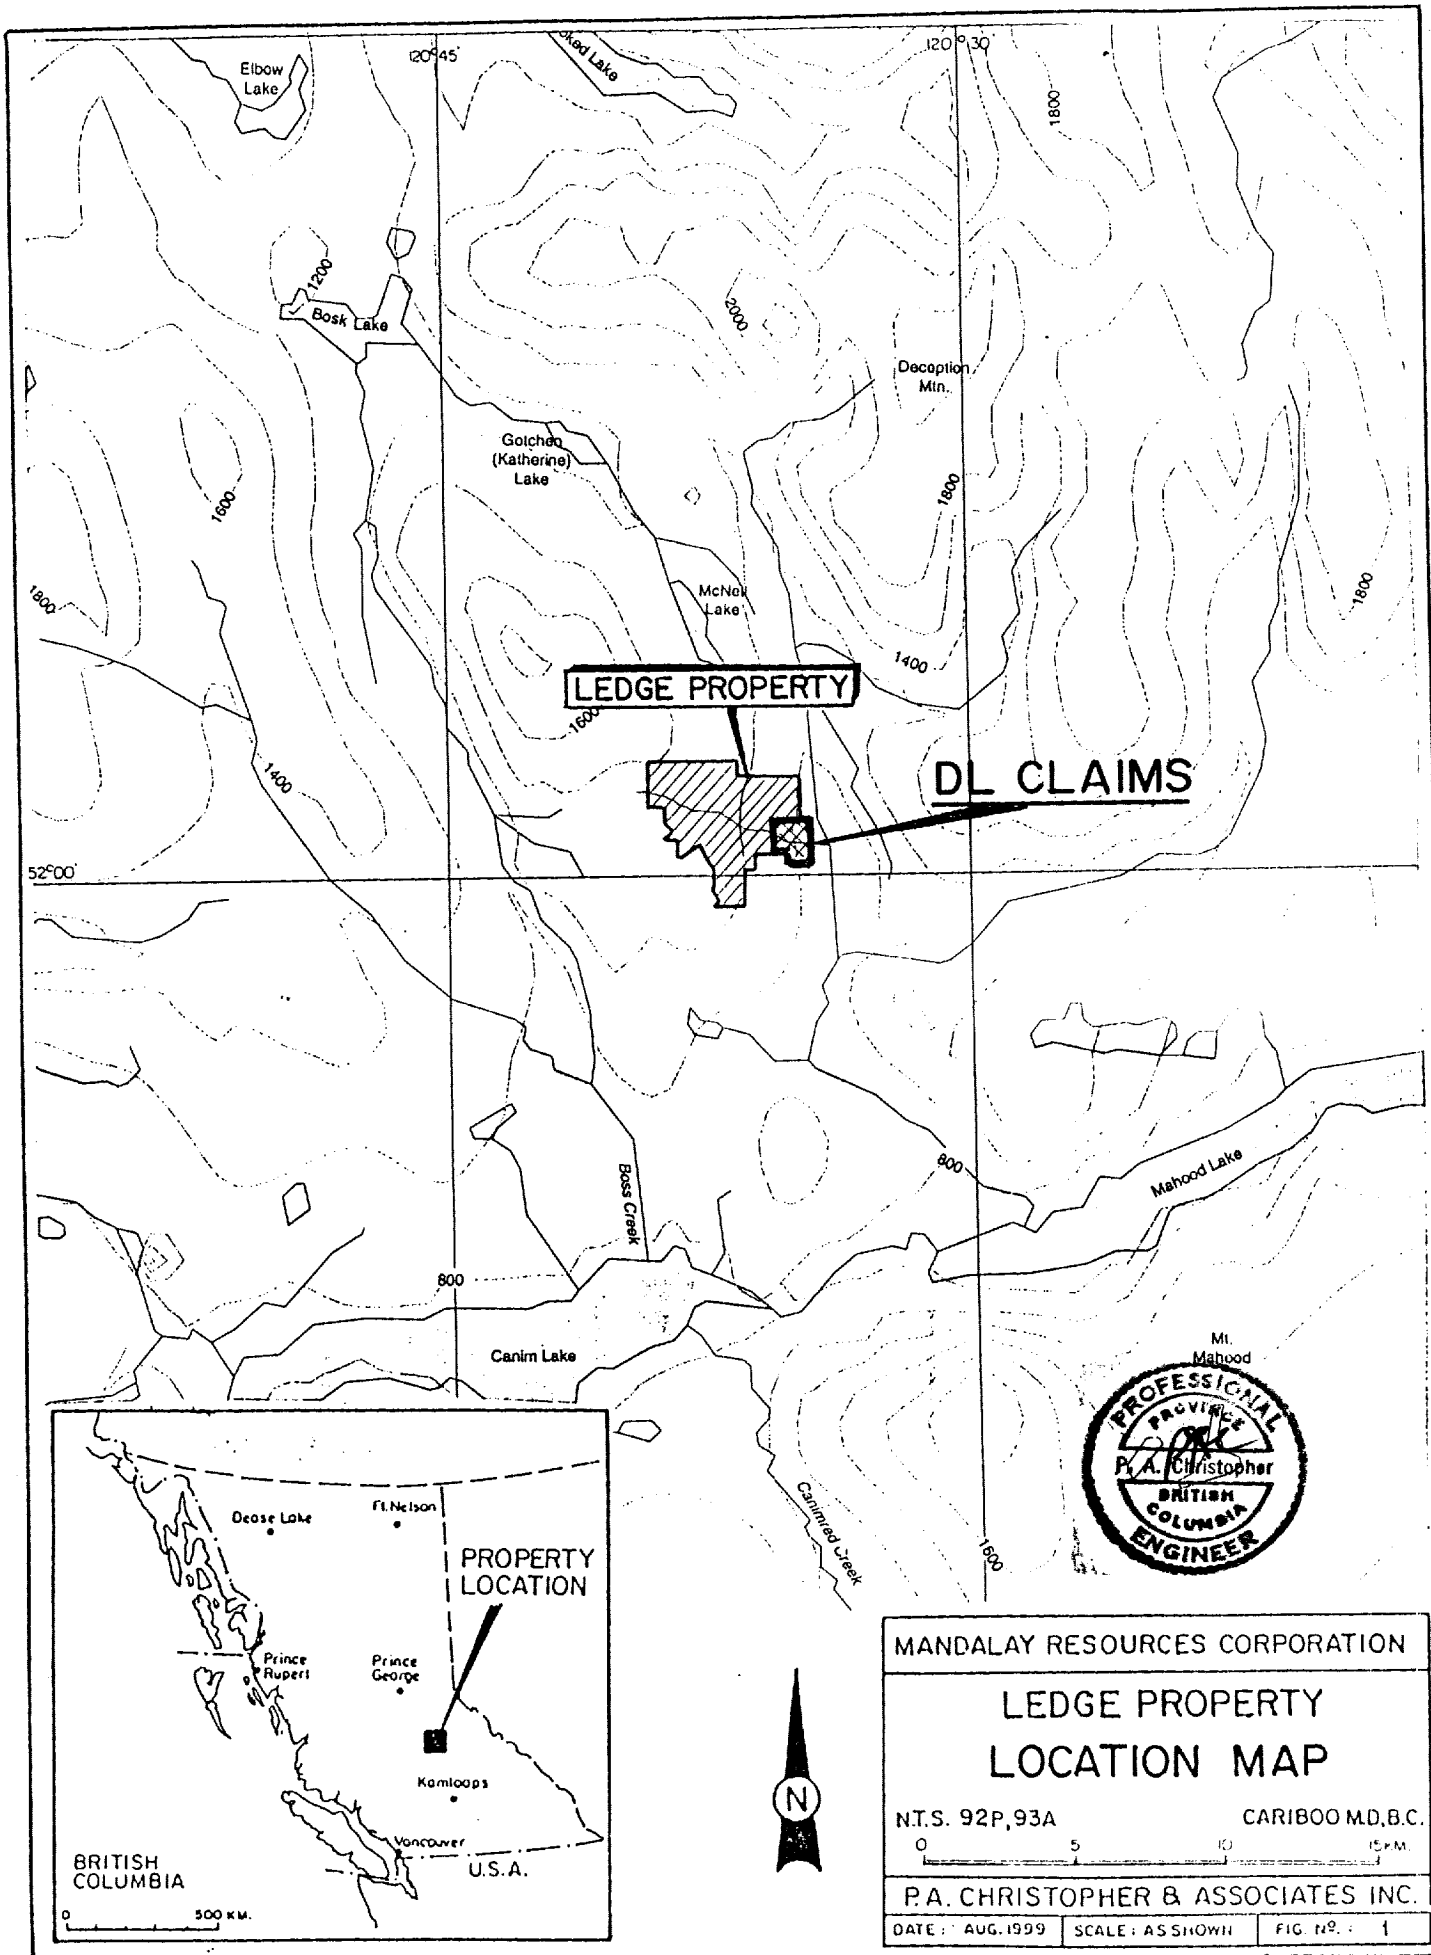 120°45'
120°30'
Elbow
Lake
oked Lake
1800
1200
Bosk Lake
2000
Deception
Mtn.
Gotchen
(Katherine)
Lake
1600
1800
1800
1800
McNeil
Lake
1400
LEDGE PROPERTY
1600
1400
DL CLAIMS
52°00'
800
Mahood Lake
Boss Creek
800
Canim Lake
Mt.
Mahood
PROFESSIONAL
PROVINCE
P. A. Christopher
BRITISH
COLUMBIA
ENGINEER
Canimred Creek
1600
Dease Lake
Ft. Nelson
PROPERTY
LOCATION
Prince
Rupert
Prince
George
Kamloops
Vancouver
U.S.A.
BRITISH
COLUMBIA
0 500 KM.
N
MANDALAY RESOURCES CORPORATION
LEDGE PROPERTY
LOCATION MAP
N.T.S. 92P,93A CARIBOO M.D,B.C.
0 5 10 15KM.
P.A. CHRISTOPHER & ASSOCIATES INC.
DATE: AUG.1999 SCALE: AS SHOWN FIG. Nº.: 1